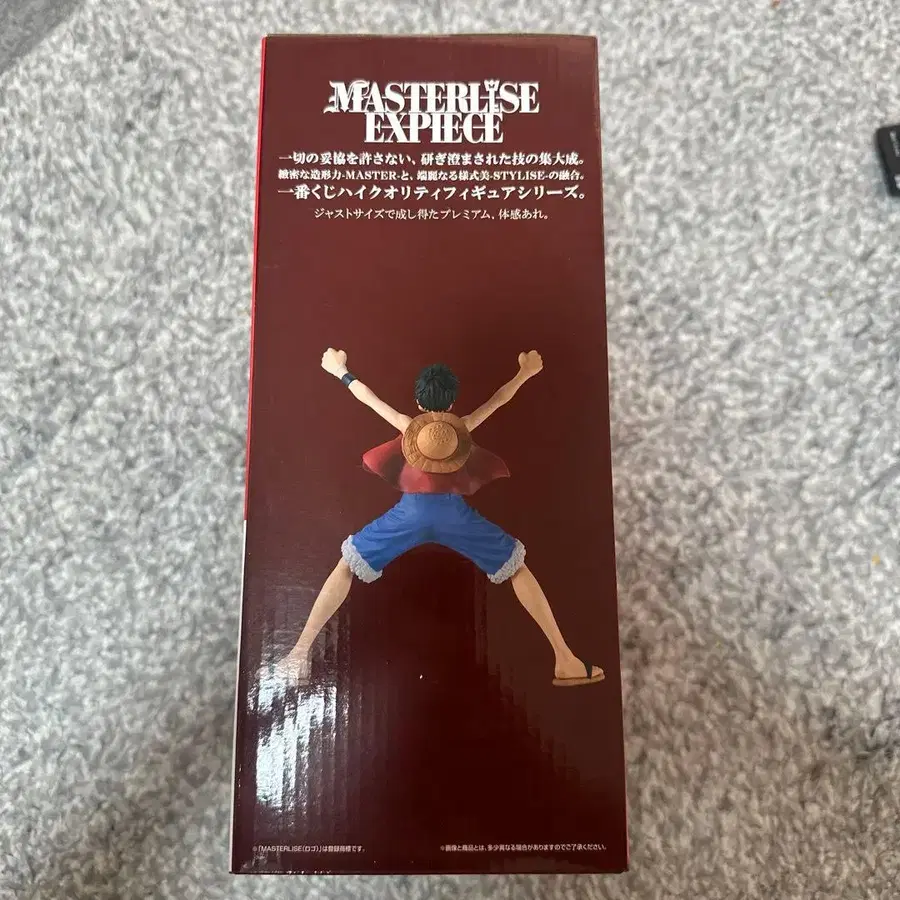 MASTERLISE
EXPIECE
一切の妥協を許さない、研ぎ澄まされた技の集大成。
緻密な造形力-MASTER-と、端麗なる様式美-STYLISE-の融合。
一番くじハイクオリティフィギュアシリーズ。
ジャストサイズで成し得たプレミアム、体感あれ。
※「MASTERLISE(ロゴ)」は登録商標です。
※画像と商品とは、多少異なる場合がありますのでご了承ください。